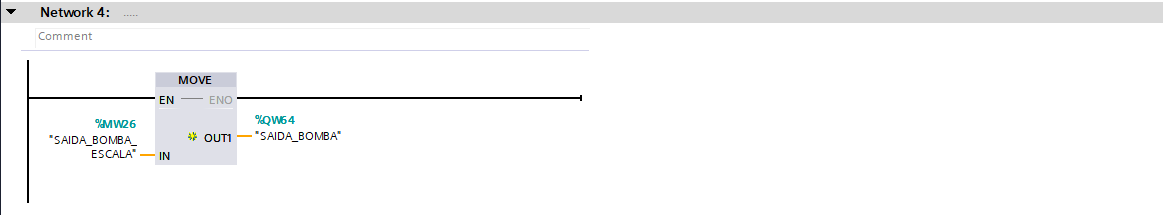 Network 4: .....
Comment
MOVE
EN ENO
%MW26
"SAIDA_BOMBA_
ESCALA"
IN
%QW64
OUT1
"SAIDA_BOMBA"